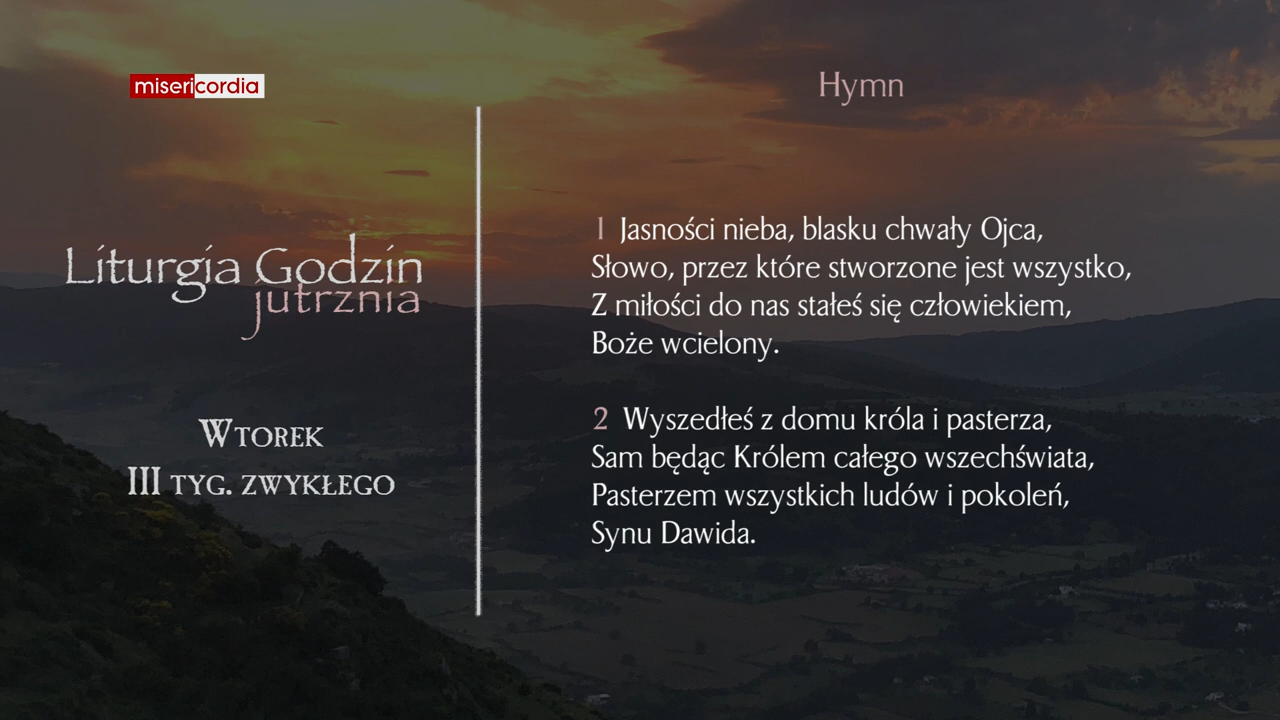 misericordia
Liturgia Godzin
jutrznia
Wtorek
III tyg. zwykłego
Hymn
1 Jasności nieba, blasku chwały Ojca,
Słowo, przez które stworzone jest wszystko,
Z miłości do nas stałeś się człowiekiem,
Boże wcielony.
2 Wyszedłeś z domu króla i pasterza,
Sam będąc Królem całego wszechświata,
Pasterzem wszystkich ludów i pokoleń,
Synu Dawida.